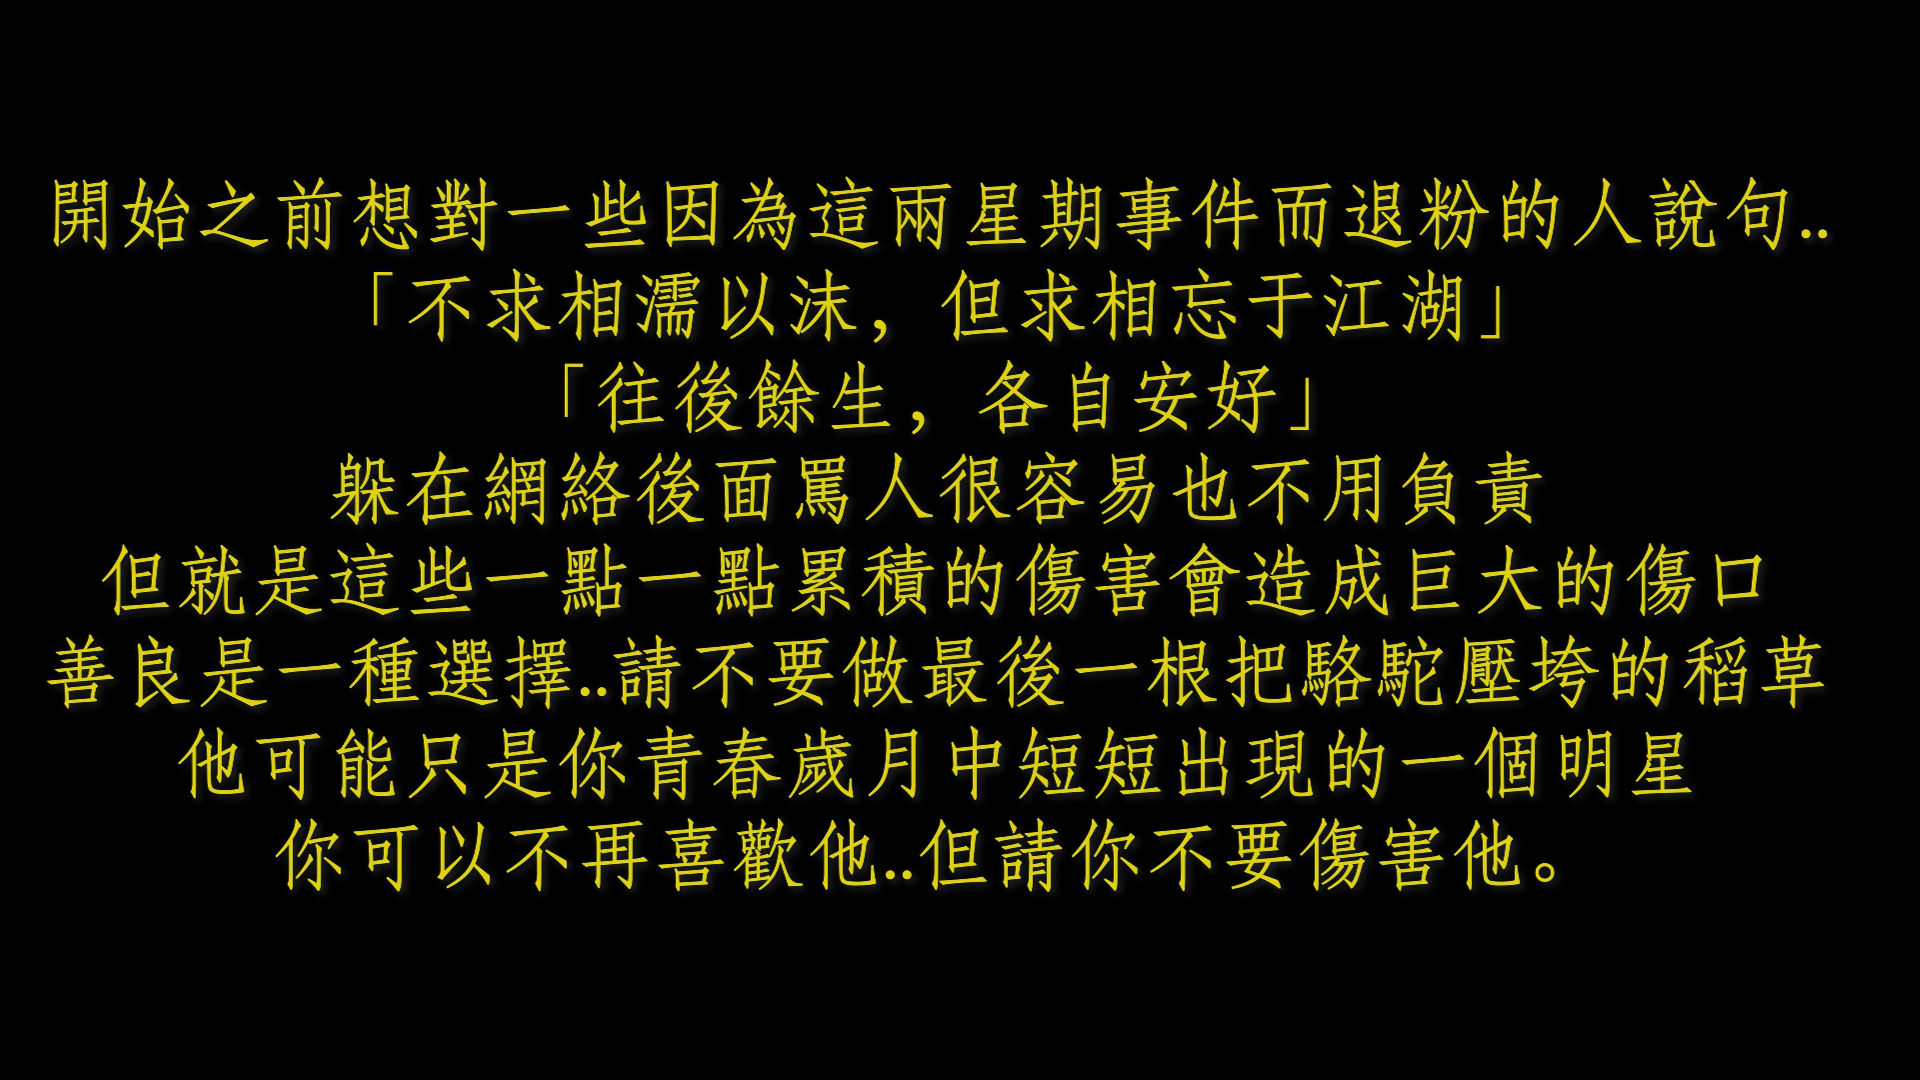 開始之前想對一些因為這兩星期事件而退粉的人說句..
「不求相濡以沫，但求相忘于江湖」
「往後餘生，各自安好」
躲在網絡後面罵人很容易也不用負責
但就是這些一點一點累積的傷害會造成巨大的傷口
善良是一種選擇..請不要做最後一根把駱駝壓垮的稻草
他可能只是你青春歲月中短短出現的一個明星
你可以不再喜歡他..但請你不要傷害他。